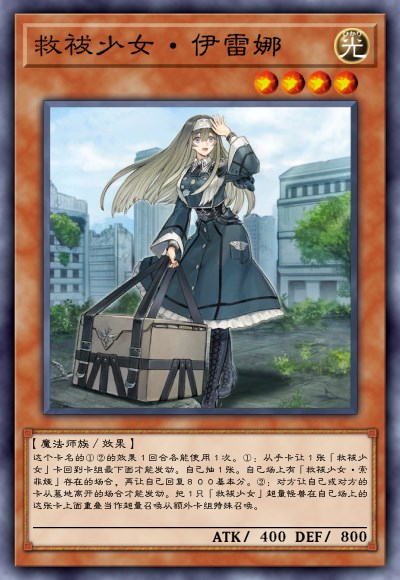 救祓少女・伊雷娜
光
【魔法师族／效果】
这个卡名的①②的效果1回合各能使用1次。①：从手卡让1张「救祓少
女」卡回到卡组最下面才能发动。自己抽1张。自己场上有「救祓少女・索
菲娅」存在的场合，再让自己回复800基本分。②：对方让自己或对方的
卡从墓地离开的场合才能发动。把1只「救祓少女」超量怪兽在自己场上的
这张卡上面重叠当作超量召唤从额外卡组特殊召唤。
ATK/ 400 DEF/ 800